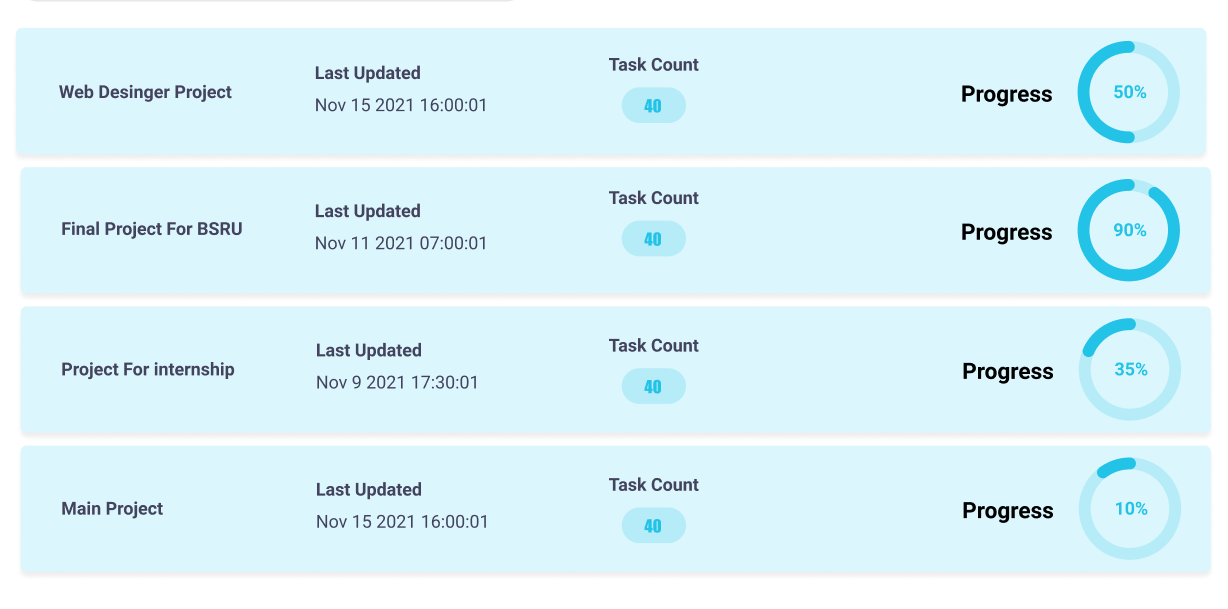 Web Desinger Project
Last Updated
Nov 15 2021 16:00:01
Task Count
40
Progress
50%
Final Project For BSRU
Last Updated
Nov 11 2021 07:00:01
Task Count
40
Progress
90%
Project For internship
Last Updated
Nov 9 2021 17:30:01
Task Count
40
Progress
35%
Main Project
Last Updated
Nov 15 2021 16:00:01
Task Count
40
Progress
10%